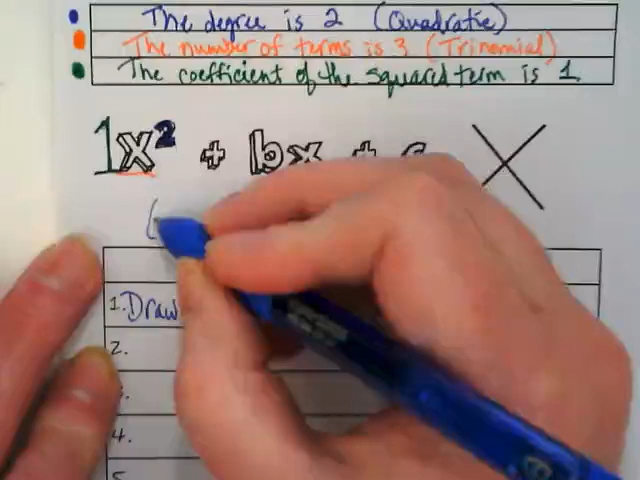 The degree is 2 (Quadratic)
The number of terms is 3 (Trinomial)
The coefficient of the squared term is 1
1x² + bx + c
(
1. Draw
2.
4.
5.